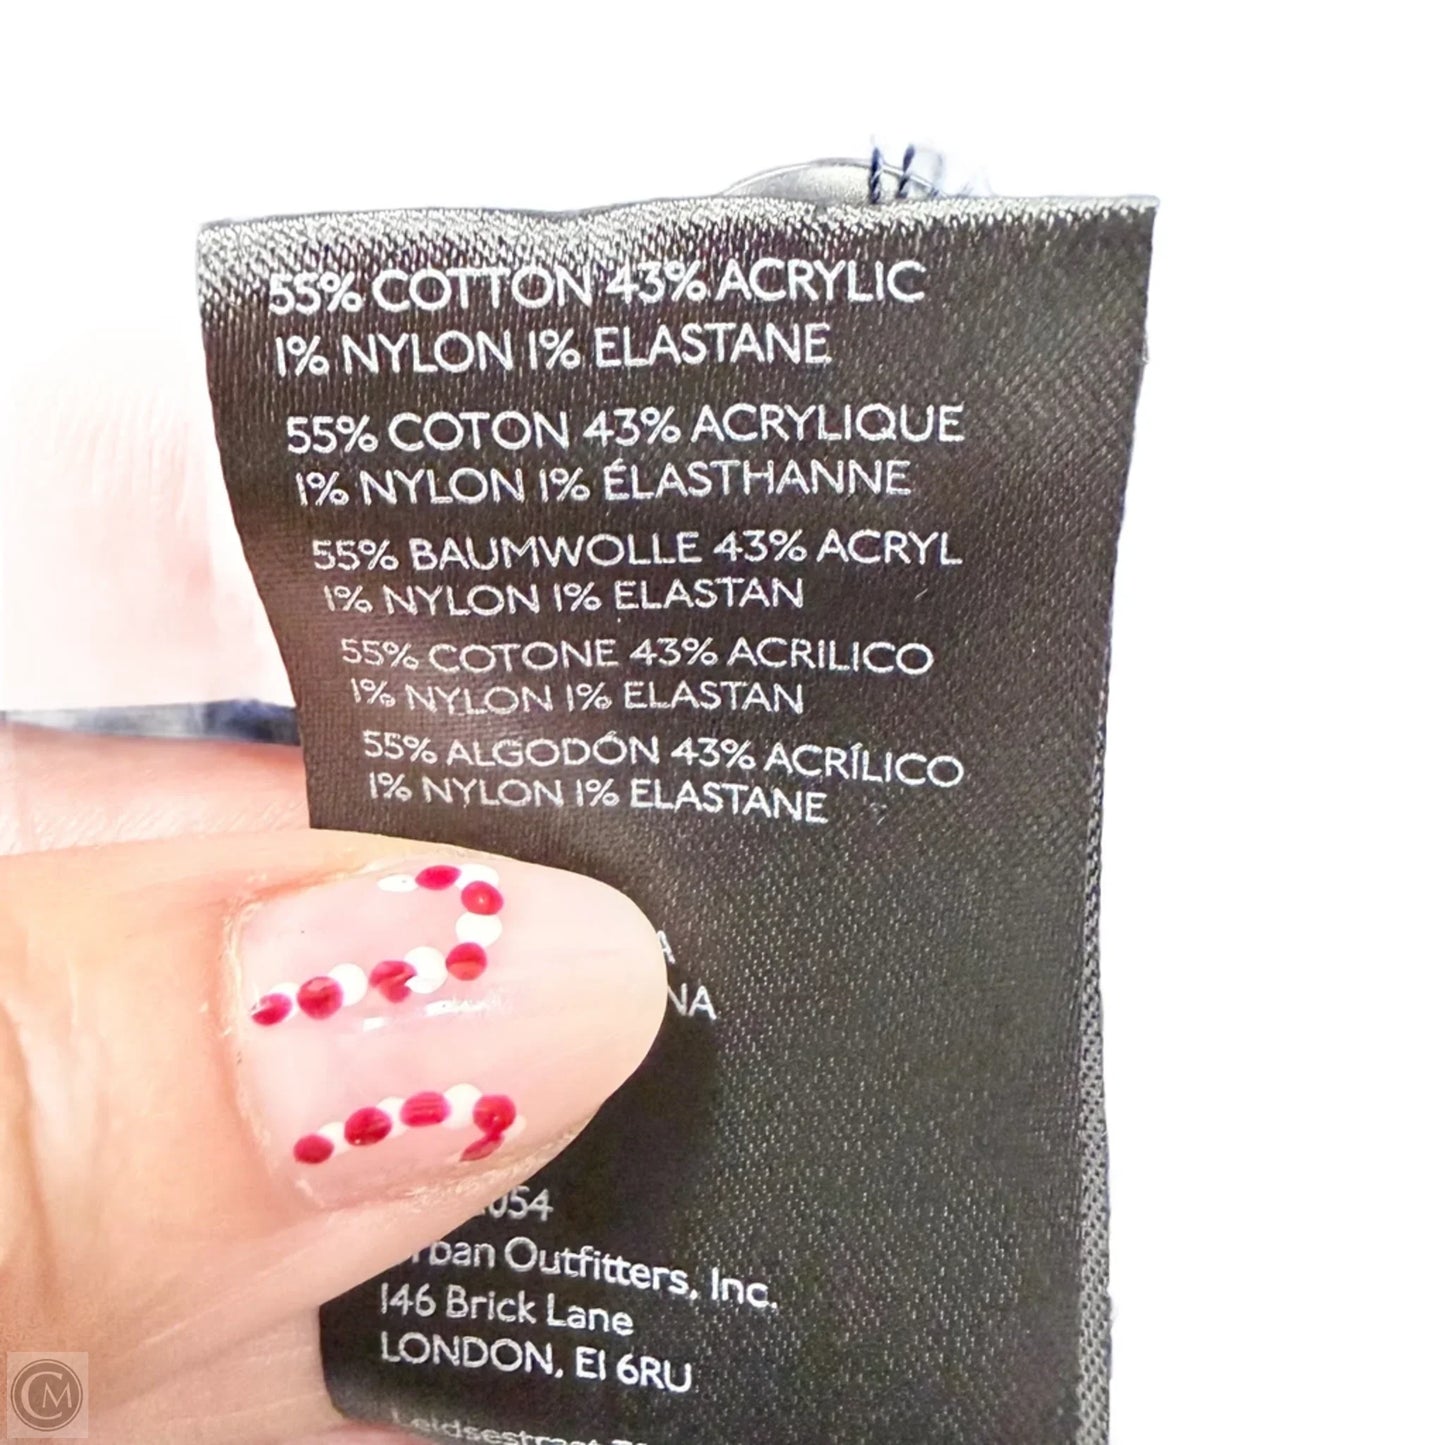 55% COTTON 43% ACRYLIC
1% NYLON 1% ELASTANE
55% COTON 43% ACRYLIQUE
1% NYLON 1% ÉLASTHANNE
55% BAUMWOLLE 43% ACRYL
1% NYLON 1% ELASTAN
55% COTONE 43% ACRILICO
1% NYLON 1% ELASTAN
55% ALGODÓN 43% ACRÍLICO
1% NYLON 1% ELASTANE
Outfitters, Inc.
146 Brick Lane
LONDON, E1 6RU
CM